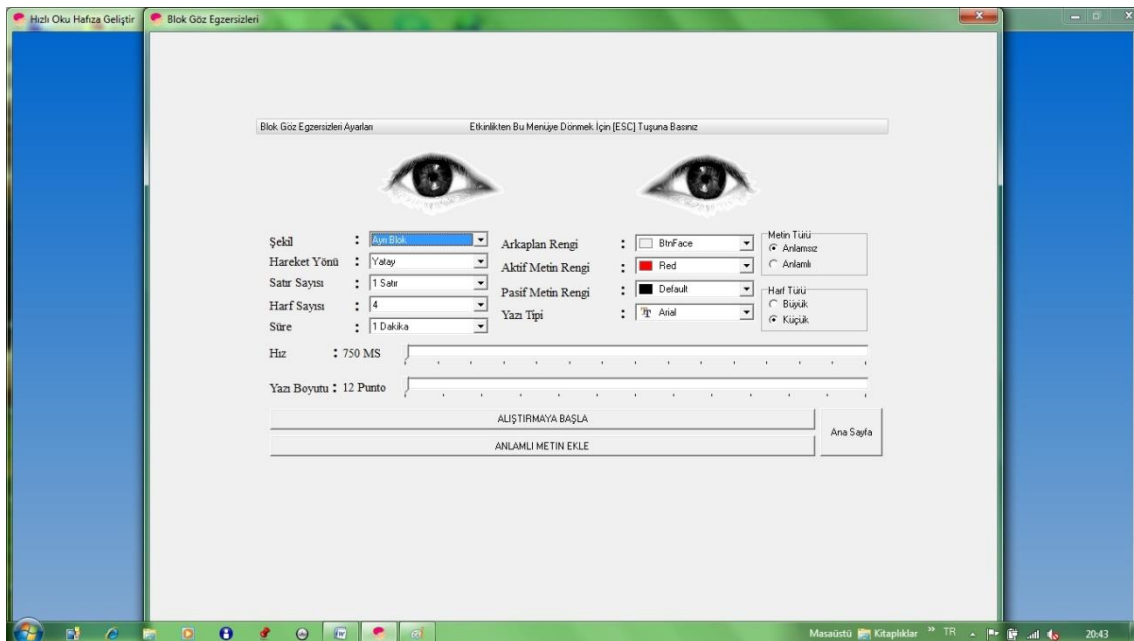 Hızlı Oku Hafıza Geliştir
Blok Göz Egzersizleri
Blok Göz Egzersizleri Ayarları Etkinlikten Bu Menüye Dönmek İçin [ESC] Tuşuna Basınız
Şekil : Ayrı Blok
Hareket Yönü : Yatay
Satır Sayısı : 1 Satır
Harf Sayısı : 4
Süre : 1 Dakika
Arkaplan Rengi : BtnFace
Aktif Metin Rengi : Red
Pasif Metin Rengi : Default
Yazı Tipi : Arial
Metin Türü
Anlamsız
Anlamlı
Harf Türü
Büyük
Küçük
Hız : 750 MS
Yazı Boyutu : 12 Punto
ALIŞTIRMAYA BAŞLA
ANLAMLI METIN EKLE
Ana Sayfa
Masaüstü Kitaplıklar » TR 20:43